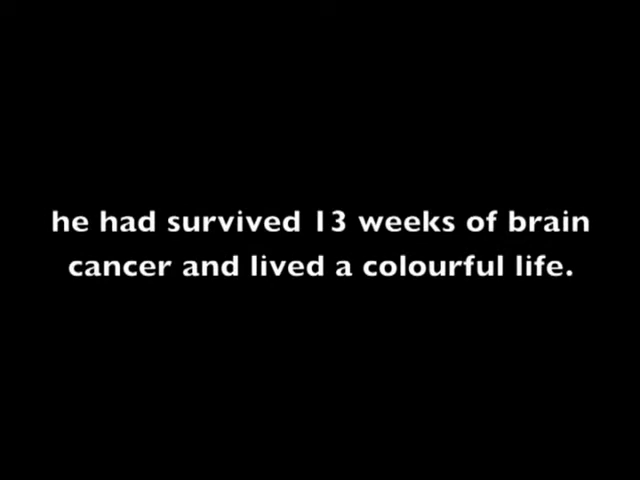 he had survived 13 weeks of brain
cancer and lived a colourful life.